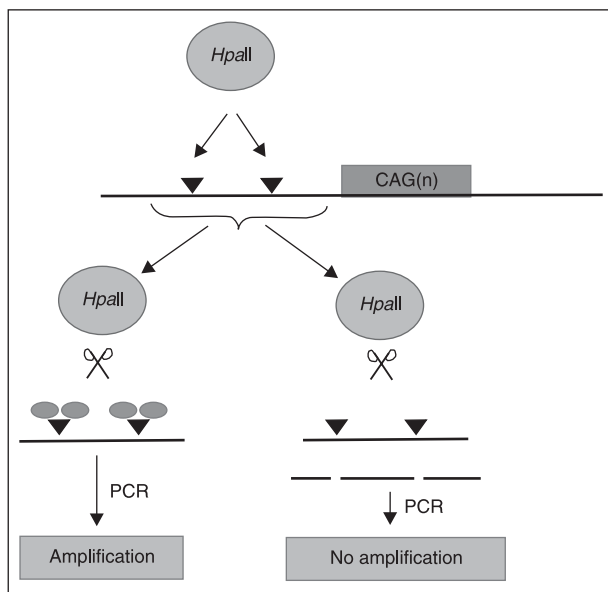 HpaII
CAG(n)
HpaII
HpaII
PCR
PCR
Amplification
No amplification